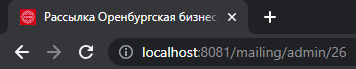 Рассылка Оренбургская бизнес
localhost:8081/mailing/admin/26